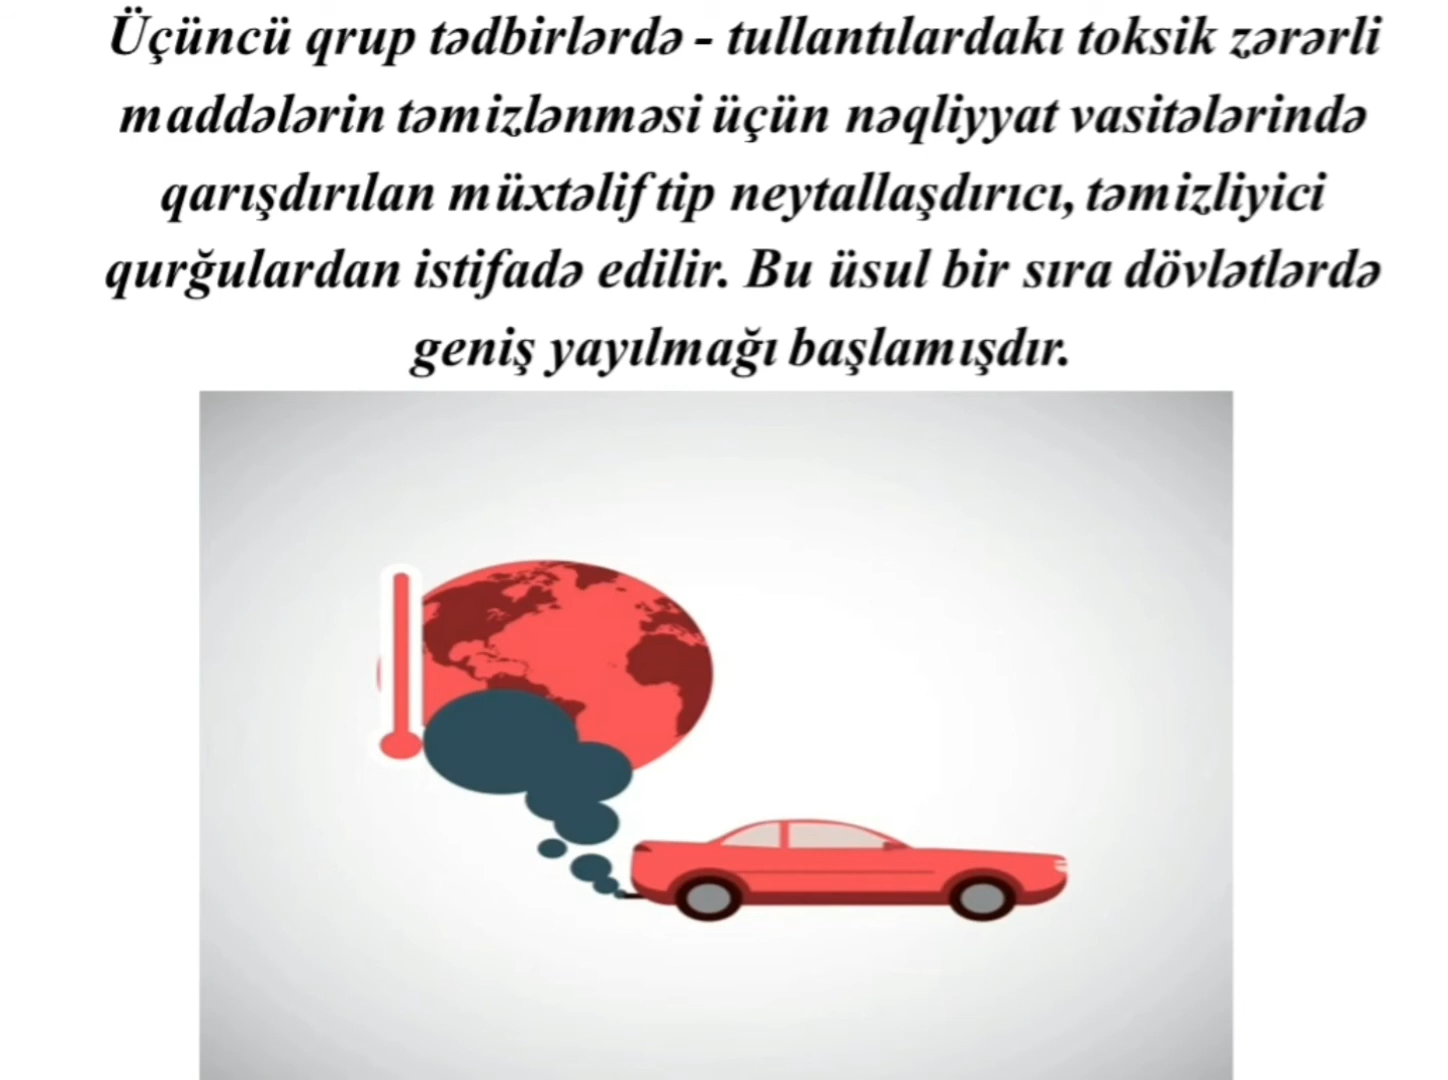 Üçüncü qrup tədbirlərdə - tullantılardakı toksik zərərli
maddələrin təmizlənməsi üçün nəqliyyat vasitələrində
qarışdırılan müxtəlif tip neytallaşdırıcı, təmizliyici
qurğulardan istifadə edilir. Bu üsul bir sıra dövlətlərdə
geniş yayılmağı başlamışdır.